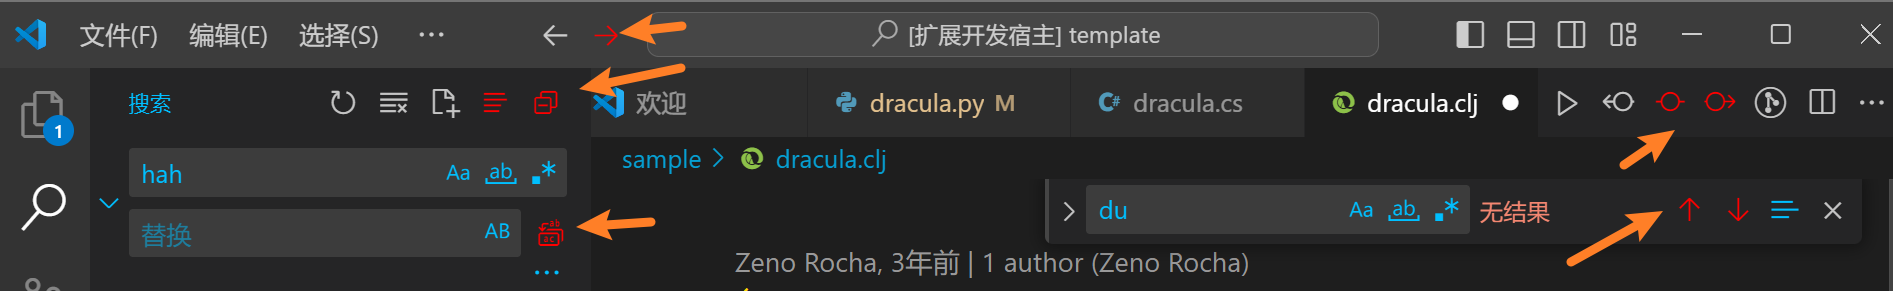 文件(F) 编辑(E) 选择(S) ··· [扩展开发宿主] template
搜索
欢迎 dracula.py M dracula.cs dracula.clj
1
sample > dracula.clj
hah Aa ab .*
du Aa ab .* 无结果
替换 AB
Zeno Rocha, 3年前 | 1 author (Zeno Rocha)